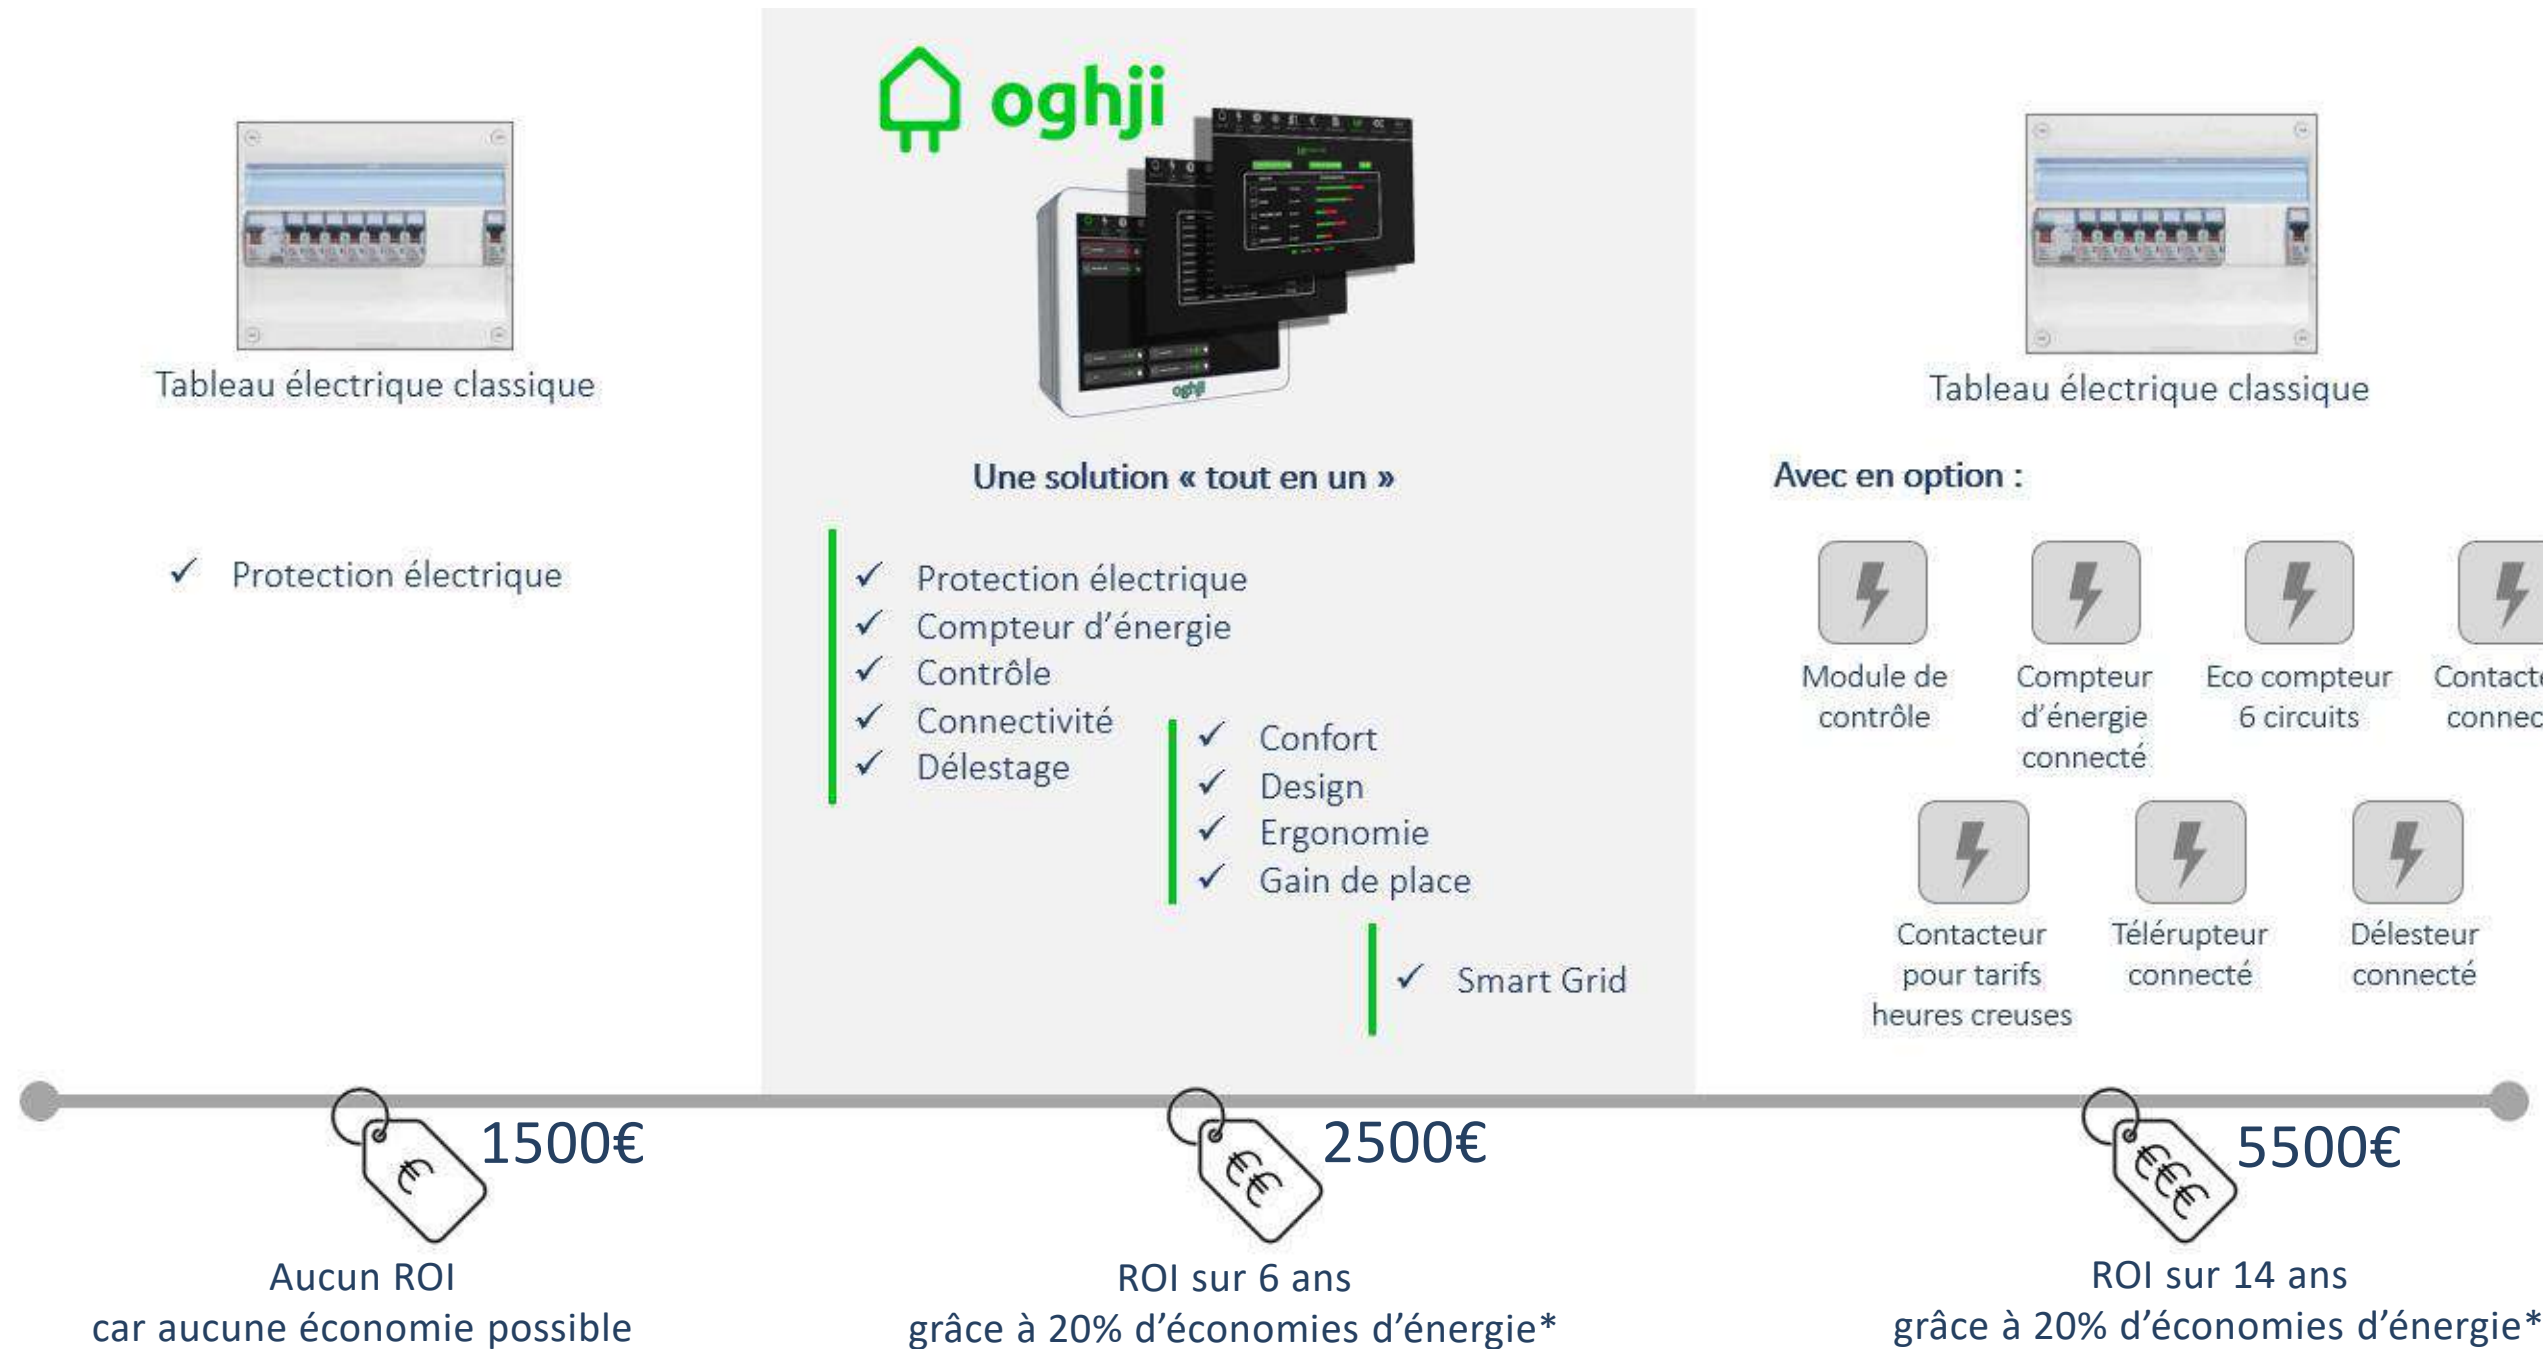 oghji
oghji
Tableau électrique classique
✓ Protection électrique
Une solution « tout en un »
✓ Protection électrique
✓ Compteur d’énergie
✓ Contrôle
✓ Connectivité
✓ Délestage
✓ Confort
✓ Design
✓ Ergonomie
✓ Gain de place
✓ Smart Grid
Tableau électrique classique
Avec en option :
Module de
contrôle
Compteur
d’énergie
connecté
Eco compteur
6 circuits
Contacte
connec
Contacteur
pour tarifs
heures creuses
Télérupteur
connecté
Délesteur
connecté
€
1500€
Aucun ROI
car aucune économie possible
€€
2500€
ROI sur 6 ans
grâce à 20% d’économies d’énergie*
€€€
5500€
ROI sur 14 ans
grâce à 20% d’économies d’énergie*